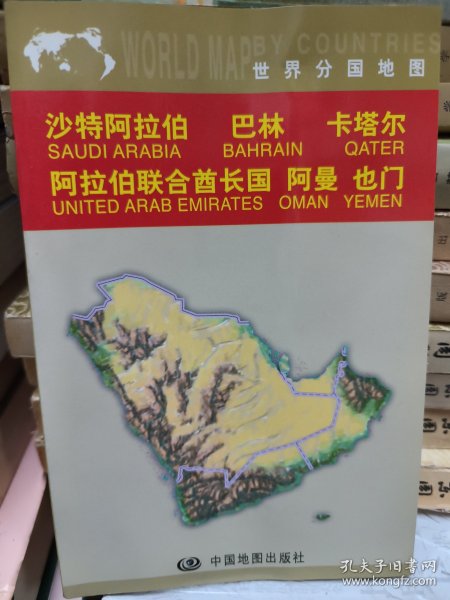 WORLD MAP BY COUNTRIES
世界分国地图
沙特阿拉伯 巴林 卡塔尔
SAUDI ARABIA BAHRAIN QATER
阿拉伯联合酋长国 阿曼 也门
UNITED ARAB EMIRATES OMAN YEMEN
中国地图出版社
孔夫子旧书网
www.kongfz.com